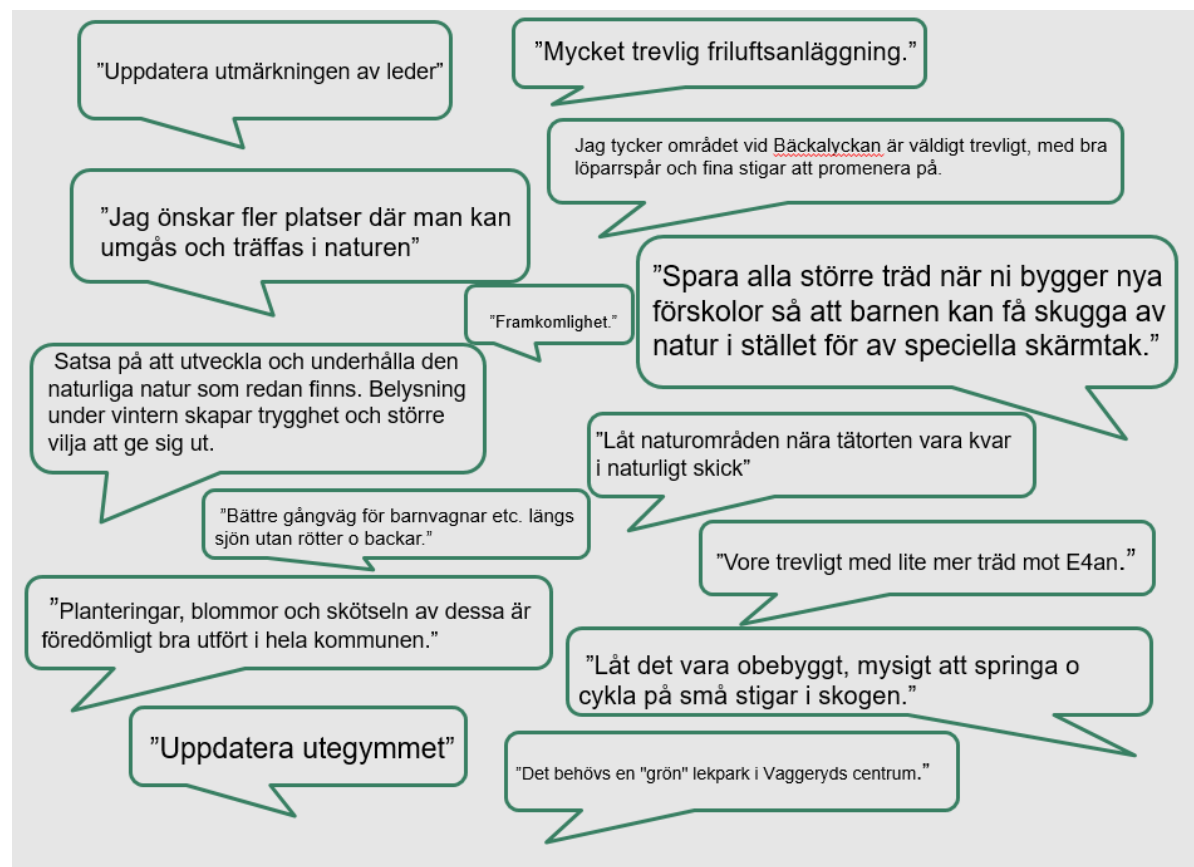 ”Uppdatera utmärkningen av leder”
”Mycket trevlig friluftsanläggning.”
Jag tycker området vid Bäckalyckan är väldigt trevligt, med bra
löparrspår och fina stigar att promenera på.
”Jag önskar fler platser där man kan
umgås och träffas i naturen”
”Spara alla större träd när ni bygger nya
förskolor så att barnen kan få skugga av
natur i stället för av speciella skärmtak.”
”Framkomlighet.”
Satsa på att utveckla och underhålla den
naturliga natur som redan finns. Belysning
under vintern skapar trygghet och större
vilja att ge sig ut.
”Låt naturområden nära tätorten vara kvar
i naturligt skick”
”Bättre gångväg för barnvagnar etc. längs
sjön utan rötter o backar.”
”Vore trevligt med lite mer träd mot E4an.”
”Planteringar, blommor och skötseln av dessa är
föredömligt bra utfört i hela kommunen.”
”Låt det vara obebyggt, mysigt att springa o
cykla på små stigar i skogen.”
”Uppdatera utegymmet”
”Det behövs en "grön" lekpark i Vaggeryds centrum.”